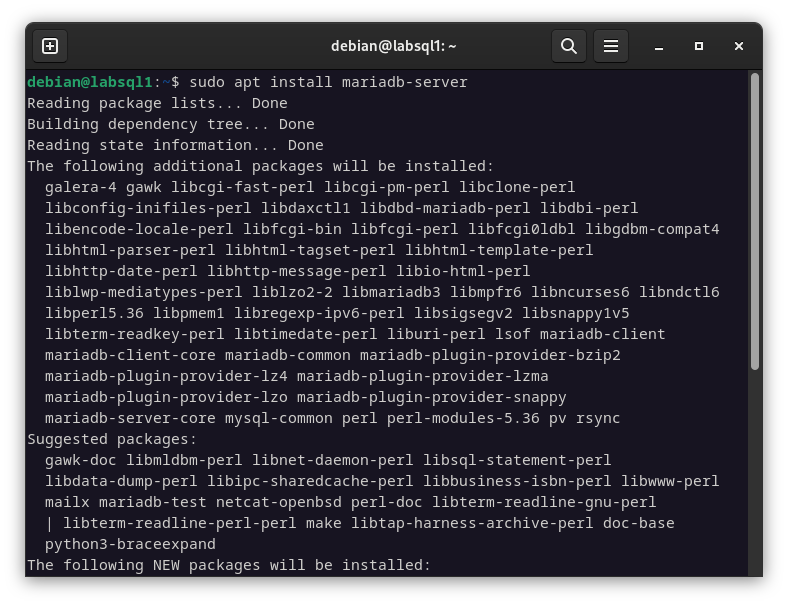 debian@labsql1: ~
debian@labsql1:~$ sudo apt install mariadb-server
Reading package lists... Done
Building dependency tree... Done
Reading state information... Done
The following additional packages will be installed:
  galera-4 gawk libcgi-fast-perl libcgi-pm-perl libclone-perl
  libconfig-inifiles-perl libdaxctl1 libdbd-mariadb-perl libdbi-perl
  libencode-locale-perl libfcgi-bin libfcgi-perl libfcgi0ldbl libgdbm-compat4
  libhtml-parser-perl libhtml-tagset-perl libhtml-template-perl
  libhttp-date-perl libhttp-message-perl libio-html-perl
  liblwp-mediatypes-perl liblzo2-2 libmariadb3 libmpfr6 libncurses6 libndctl6
  libperl5.36 libpmem1 libregexp-ipv6-perl libsigsegv2 libsnappy1v5
  libterm-readkey-perl libtimedate-perl liburi-perl lsof mariadb-client
  mariadb-client-core mariadb-common mariadb-plugin-provider-bzip2
  mariadb-plugin-provider-lz4 mariadb-plugin-provider-lzma
  mariadb-plugin-provider-lzo mariadb-plugin-provider-snappy
  mariadb-server-core mysql-common perl perl-modules-5.36 pv rsync
Suggested packages:
  gawk-doc libmldbm-perl libnet-daemon-perl libsql-statement-perl
  libdata-dump-perl libipc-sharedcache-perl libbusiness-isbn-perl libwww-perl
  mailx mariadb-test netcat-openbsd perl-doc libterm-readline-gnu-perl
  | libterm-readline-perl-perl make libtap-harness-archive-perl doc-base
  python3-braceexpand
The following NEW packages will be installed: